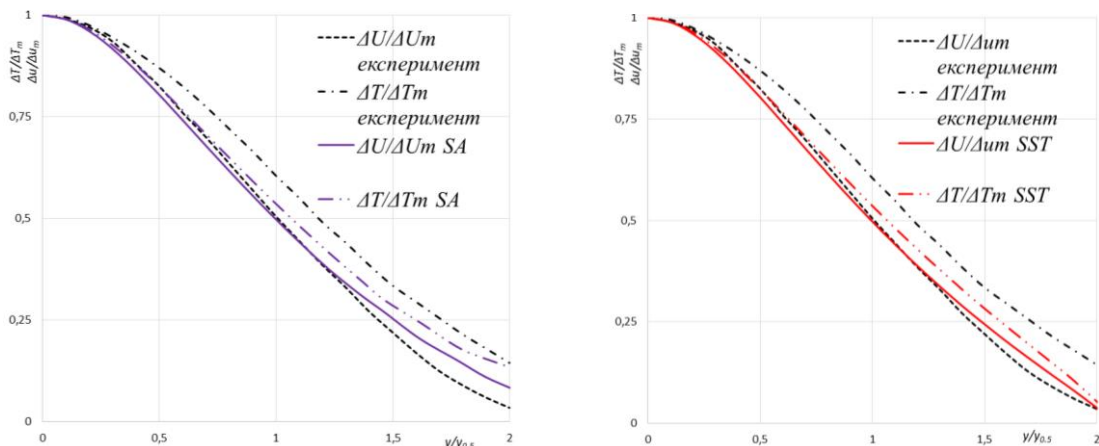 ΔT/ΔTm
Δu/Δum
1
0,75
0,5
0,25
0
0
0,5
1
1,5
2
y/y0.5
ΔU/ΔUm
експеримент
ΔT/ΔTm
експеримент
ΔU/ΔUm SA
ΔT/ΔTm SA
ΔT/ΔTm
Δu/Δum
1
0,75
0,5
0,25
0
0
0,5
1
1,5
2
y/y0.5
ΔU/Δum
експеримент
ΔT/ΔTm
експеримент
ΔU/Δum SST
ΔT/ΔTm SST